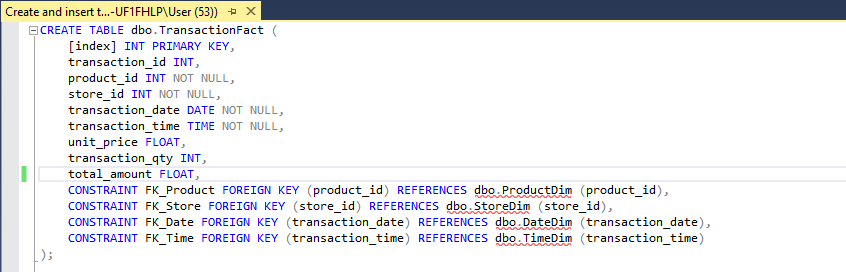 Create and insert t...-UF1FHLP\User (53))
CREATE TABLE dbo.TransactionFact (
[index] INT PRIMARY KEY,
transaction_id INT,
product_id INT NOT NULL,
store_id INT NOT NULL,
transaction_date DATE NOT NULL,
transaction_time TIME NOT NULL,
unit_price FLOAT,
transaction_qty INT,
total_amount FLOAT,
CONSTRAINT FK_Product FOREIGN KEY (product_id) REFERENCES dbo.ProductDim (product_id),
CONSTRAINT FK_Store FOREIGN KEY (store_id) REFERENCES dbo.StoreDim (store_id),
CONSTRAINT FK_Date FOREIGN KEY (transaction_date) REFERENCES dbo.DateDim (transaction_date),
CONSTRAINT FK_Time FOREIGN KEY (transaction_time) REFERENCES dbo.TimeDim (transaction_time)
);